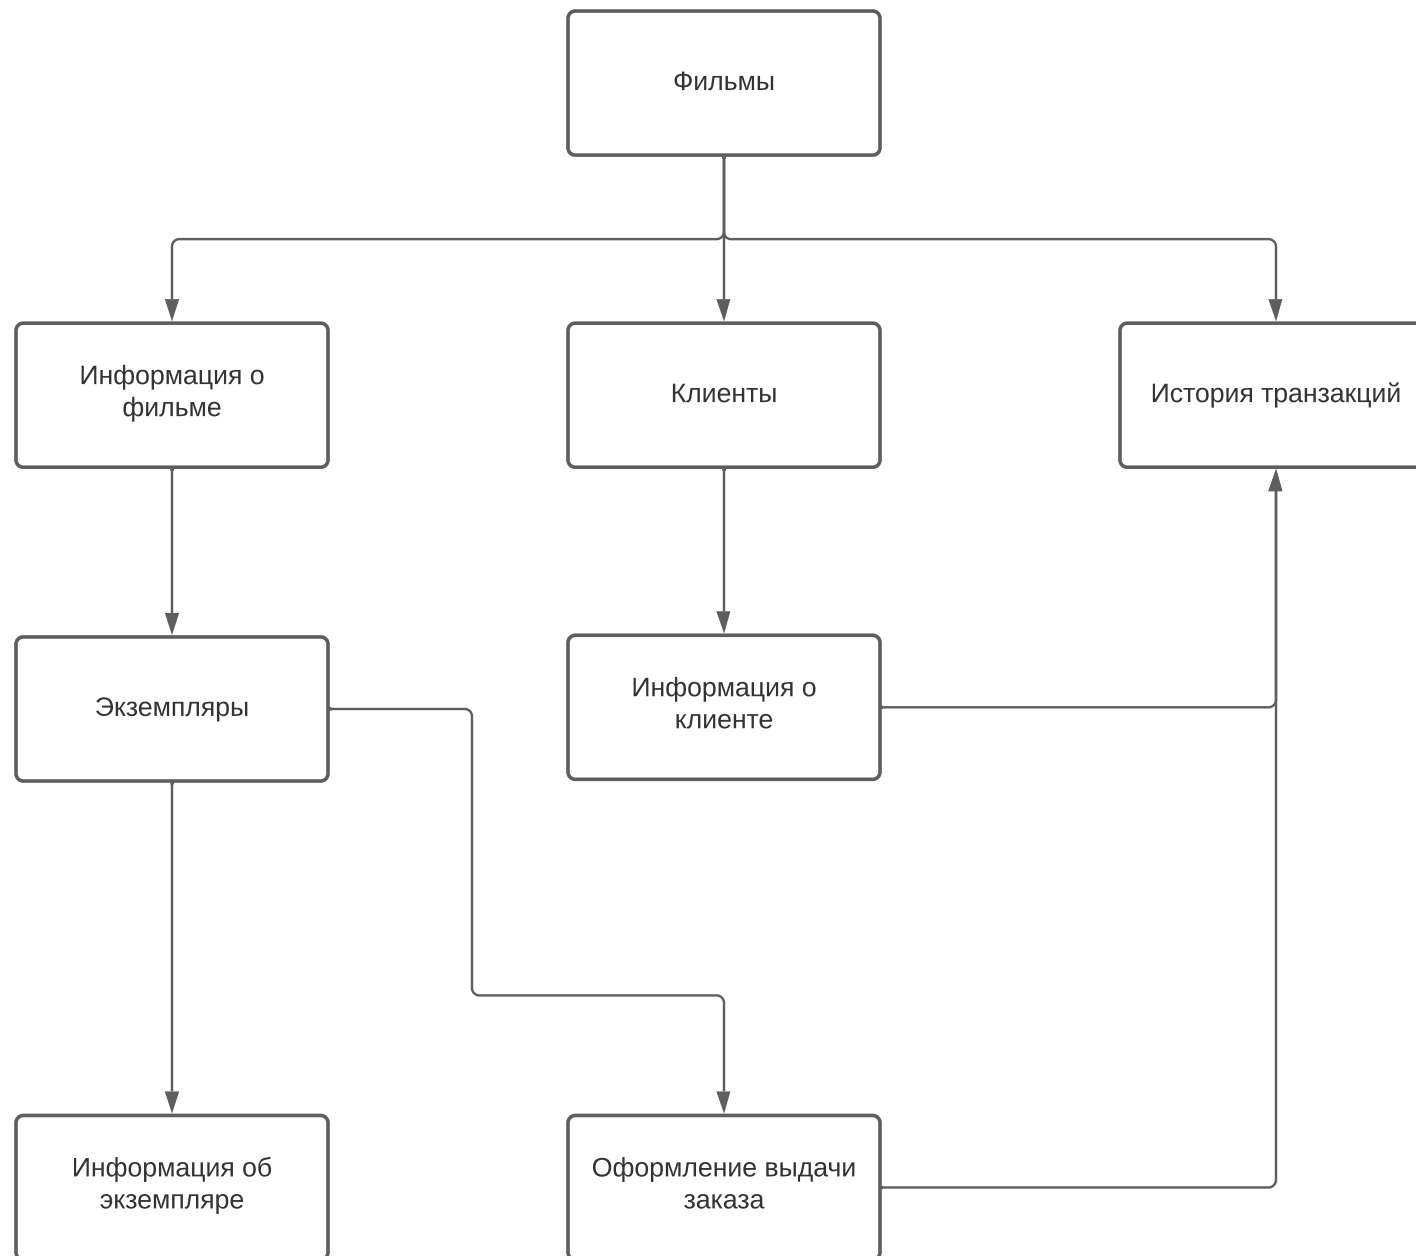 Фильмы
Информация о
фильме
Клиенты
История транзакций
Экземпляры
Информация о
клиенте
Информация об
экземпляре
Оформление выдачи
заказа